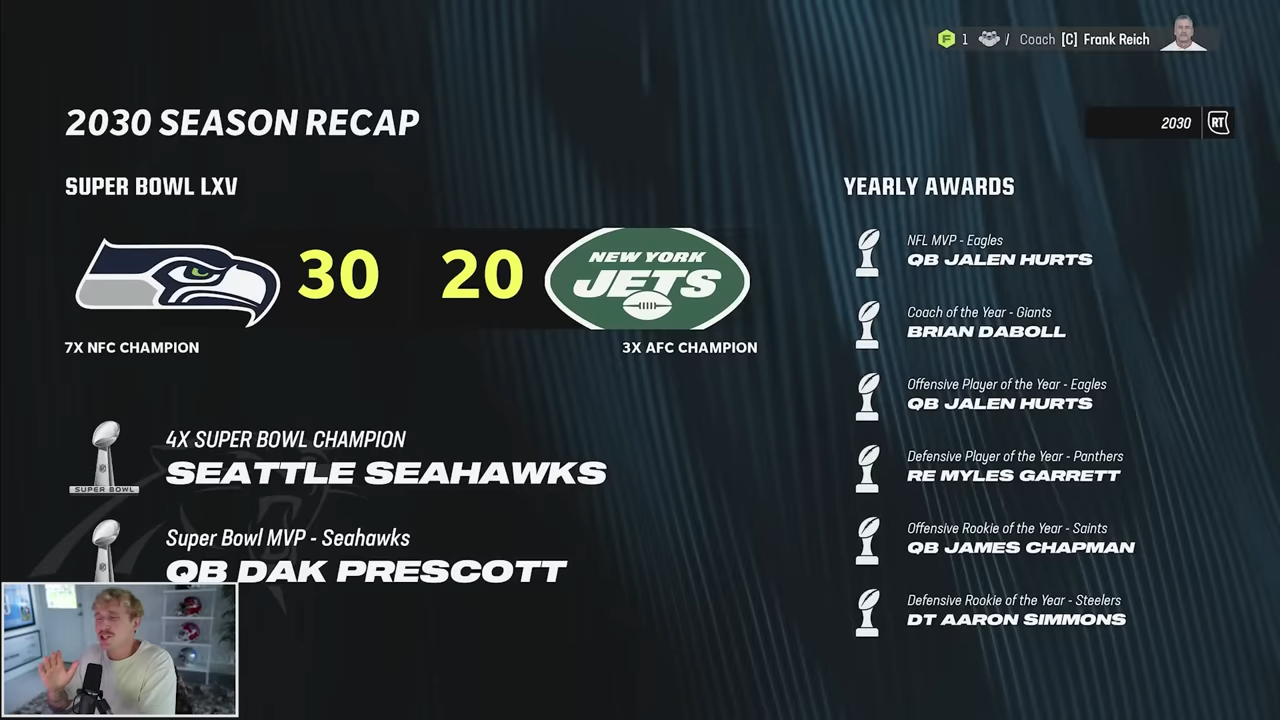 F 1 / Coach [C] Frank Reich
2030 SEASON RECAP
2030 RT
SUPER BOWL LXV
30 20
NEW YORK
JETS
7X NFC CHAMPION
3X AFC CHAMPION
4X SUPER BOWL CHAMPION
SEATTLE SEAHAWKS
SUPER BOWL
Super Bowl MVP - Seahawks
QB DAK PRESCOTT
YEARLY AWARDS
NFL MVP - Eagles
QB JALEN HURTS
Coach of the Year - Giants
BRIAN DABOLL
Offensive Player of the Year - Eagles
QB JALEN HURTS
Defensive Player of the Year - Panthers
RE MYLES GARRETT
Offensive Rookie of the Year - Saints
QB JAMES CHAPMAN
Defensive Rookie of the Year - Steelers
DT AARON SIMMONS